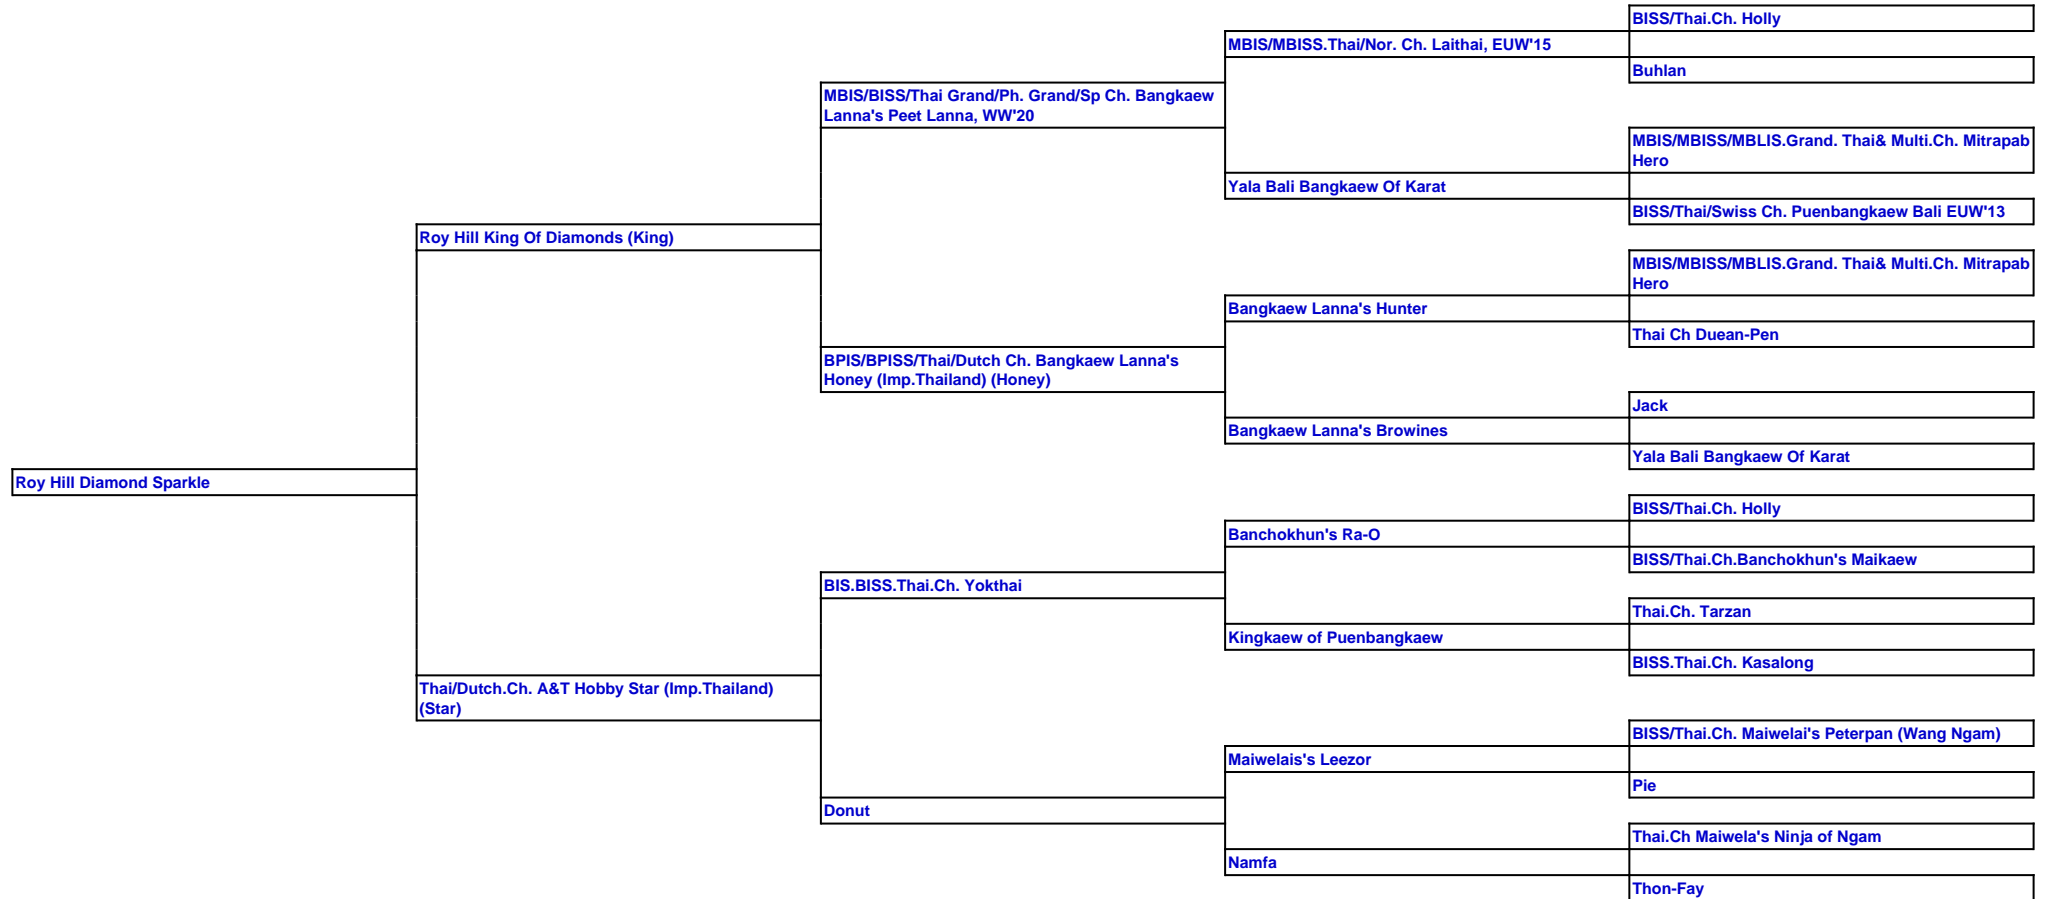 BISS/Thai.Ch. Holly
MBIS/MBISS.Thai/Nor. Ch. Laithai, EUW'15
Buhlan
MBIS/BISS/Thai Grand/Ph. Grand/Sp Ch. Bangkaew
Lanna's Peet Lanna, WW'20
MBIS/MBISS/MBLIS.Grand. Thai& Multi.Ch. Mitrapab
Hero
Yala Bali Bangkaew Of Karat
BISS/Thai/Swiss Ch. Puenbangkaew Bali EUW'13
Roy Hill King Of Diamonds (King)
MBIS/MBISS/MBLIS.Grand. Thai& Multi.Ch. Mitrapab
Hero
Bangkaew Lanna's Hunter
Thai Ch Duean-Pen
BPIS/BPISS/Thai/Dutch Ch. Bangkaew Lanna's
Honey (Imp.Thailand) (Honey)
Jack
Bangkaew Lanna's Browines
Yala Bali Bangkaew Of Karat
Roy Hill Diamond Sparkle
BISS/Thai.Ch. Holly
Banchokhun's Ra-O
BISS/Thai.Ch.Banchokhun's Maikaew
BIS.BISS.Thai.Ch. Yokthai
Thai.Ch. Tarzan
Kingkaew of Puenbangkaew
BISS.Thai.Ch. Kasalong
Thai/Dutch.Ch. A&T Hobby Star (Imp.Thailand)
(Star)
BISS/Thai.Ch. Maiwelai's Peterpan (Wang Ngam)
Maiwelais's Leezor
Pie
Donut
Thai.Ch Maiwela's Ninja of Ngam
Namfa
Thon-Fay